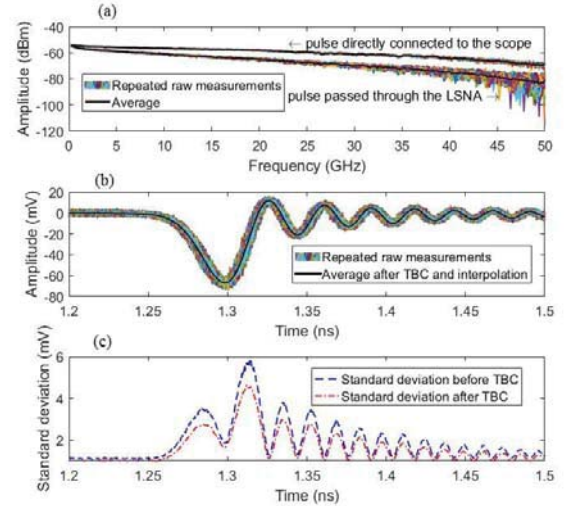 (a)
-40
-60
-80
-100
-120
Amplitude (dBm)
← pulse directly connected to the scope
Repeated raw measurements
Average
pulse passed through the LSNA →
0 5 10 15 20 25 30 35 40 45 50
Frequency (GHz)
(b)
20
0
-20
-40
-60
-80
Amplitude (mV)
Repeated raw measurements
Average after TBC and interpolation
1.2 1.25 1.3 1.35 1.4 1.45 1.5
Time (ns)
(c)
6
4
2
Standard deviation (mV)
Standard deviation before TBC
Standard deviation after TBC
1.2 1.25 1.3 1.35 1.4 1.45 1.5
Time (ns)